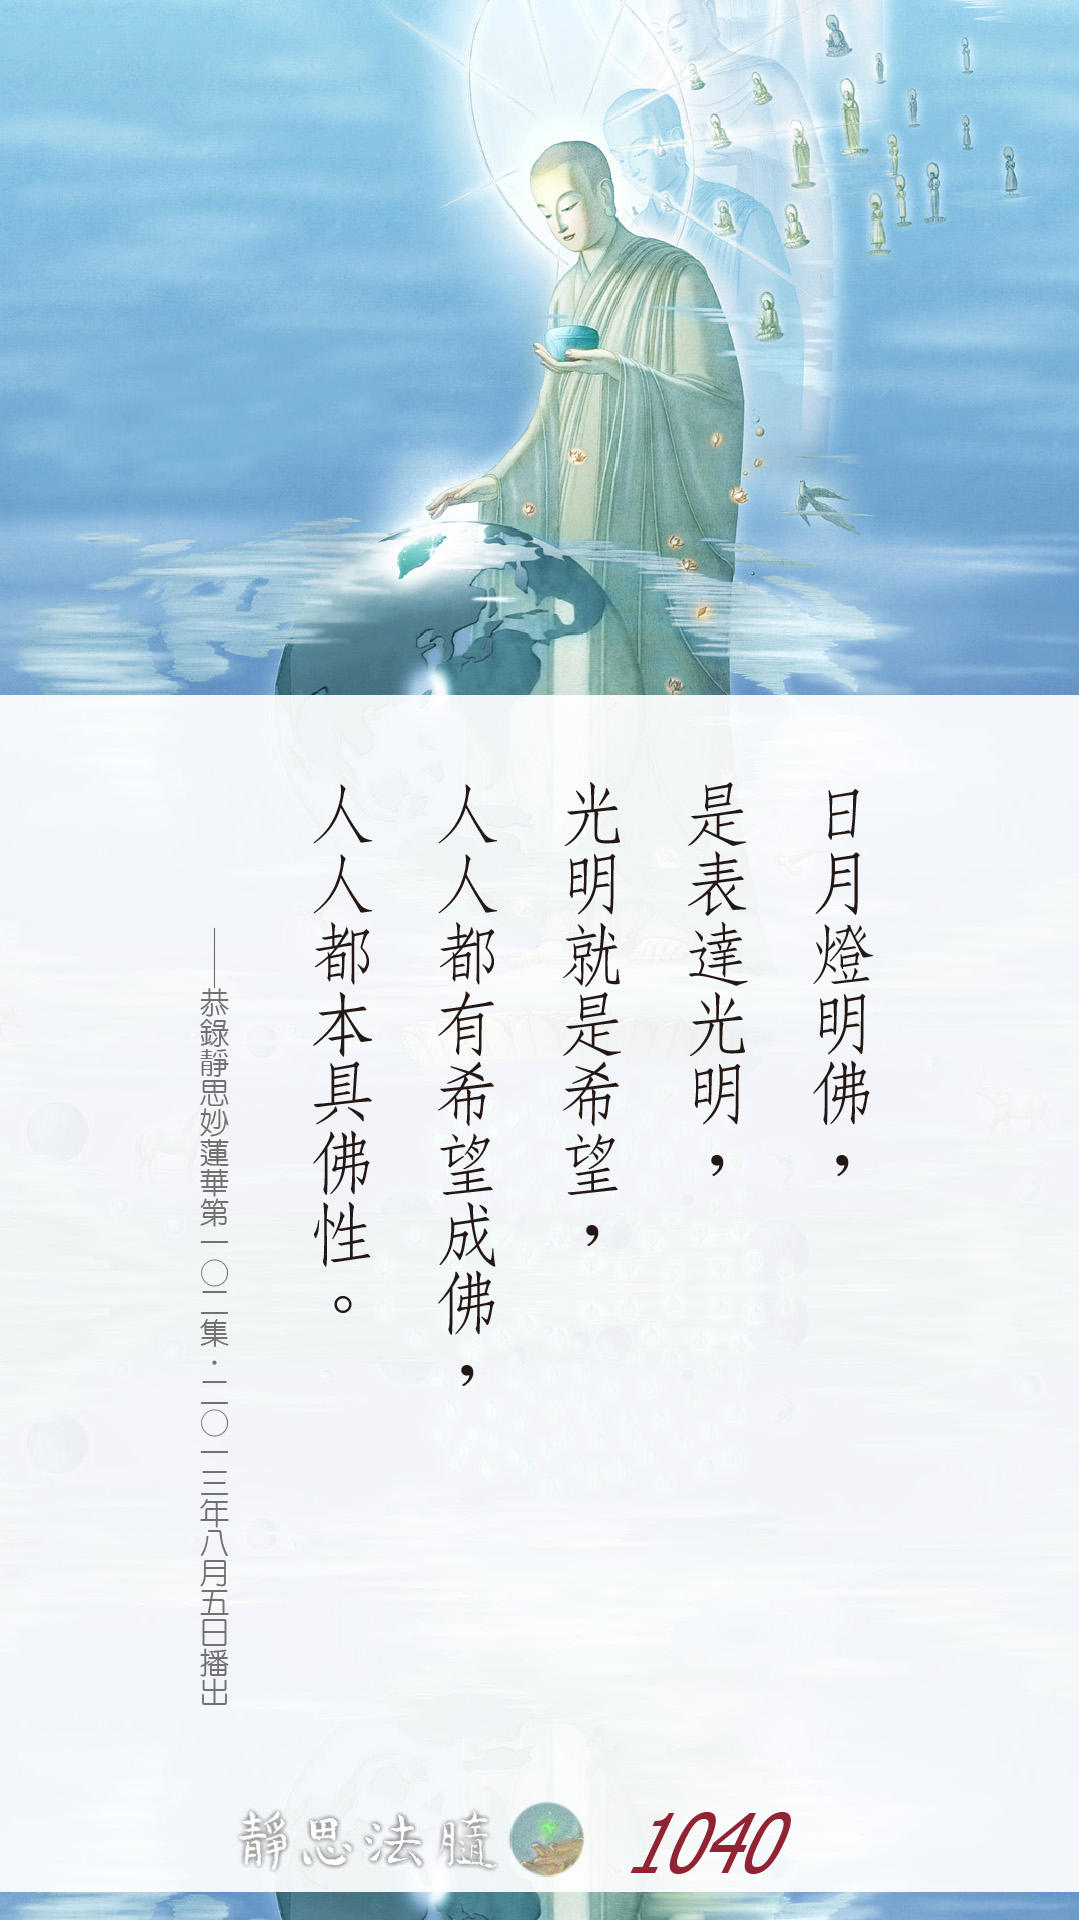 日月燈明佛，
是表達光明，
光明就是希望，
人人都有希望成佛，
人人都本具佛性。
——恭錄靜思妙蓮華第一〇二集·二〇一三年八月五日播出
靜思法髓
1040